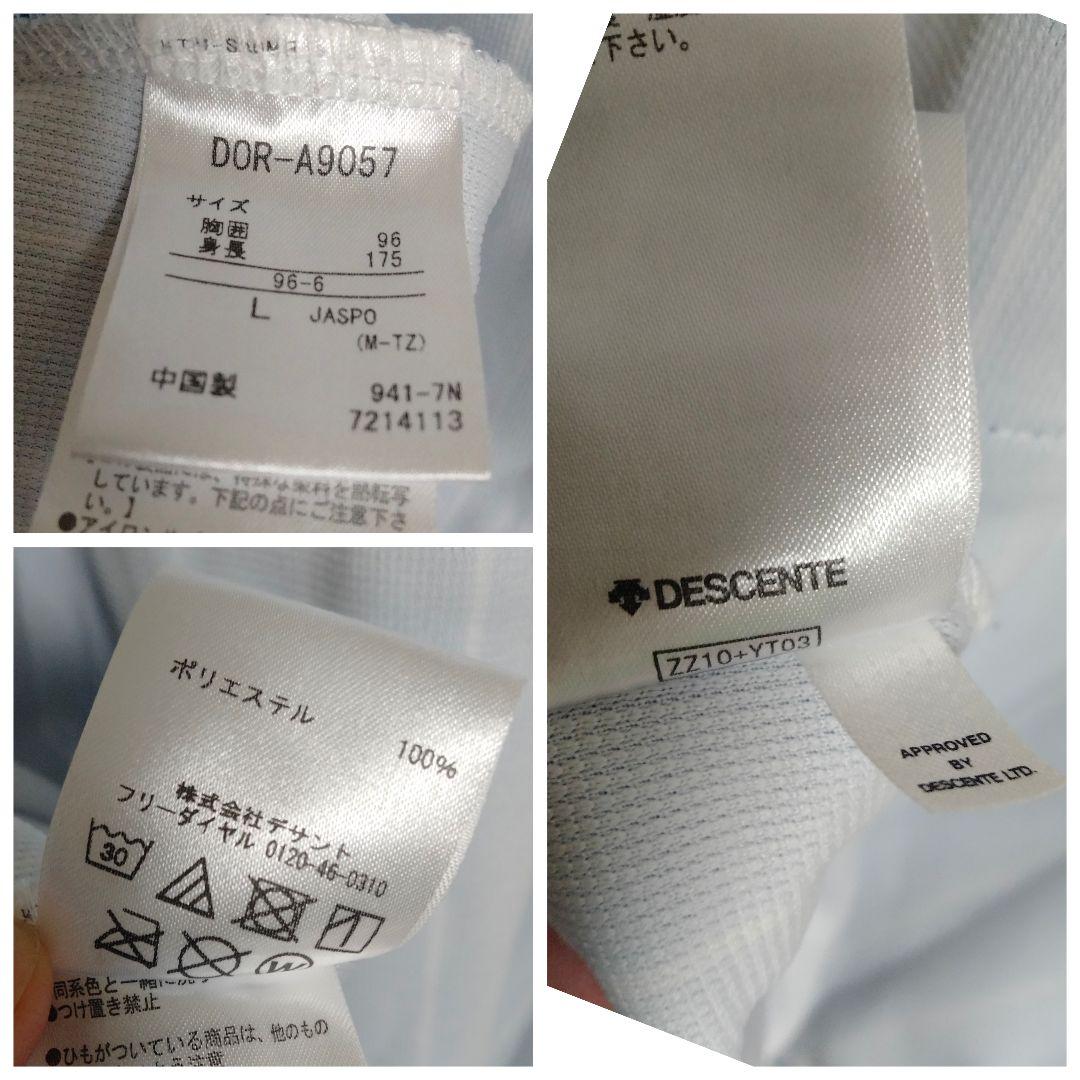 DOR-A9057
サイズ
胸囲 96
身長 175
96-6
L JASPO
(M-TZ)
中国製 941-7N
7214113
しています。下記の点にご注意下さ
い。】
下さい。
DESCENTE
ZZ10+YT03
APPROVED
BY
DESCENTE LTD.
ポリエステル
100%
株式会社デサント
フリーダイヤル 0120-46-0310
30
W
同系色と一緒に洗う
●つけ置き禁止
●ひもがついている商品は、他のもの